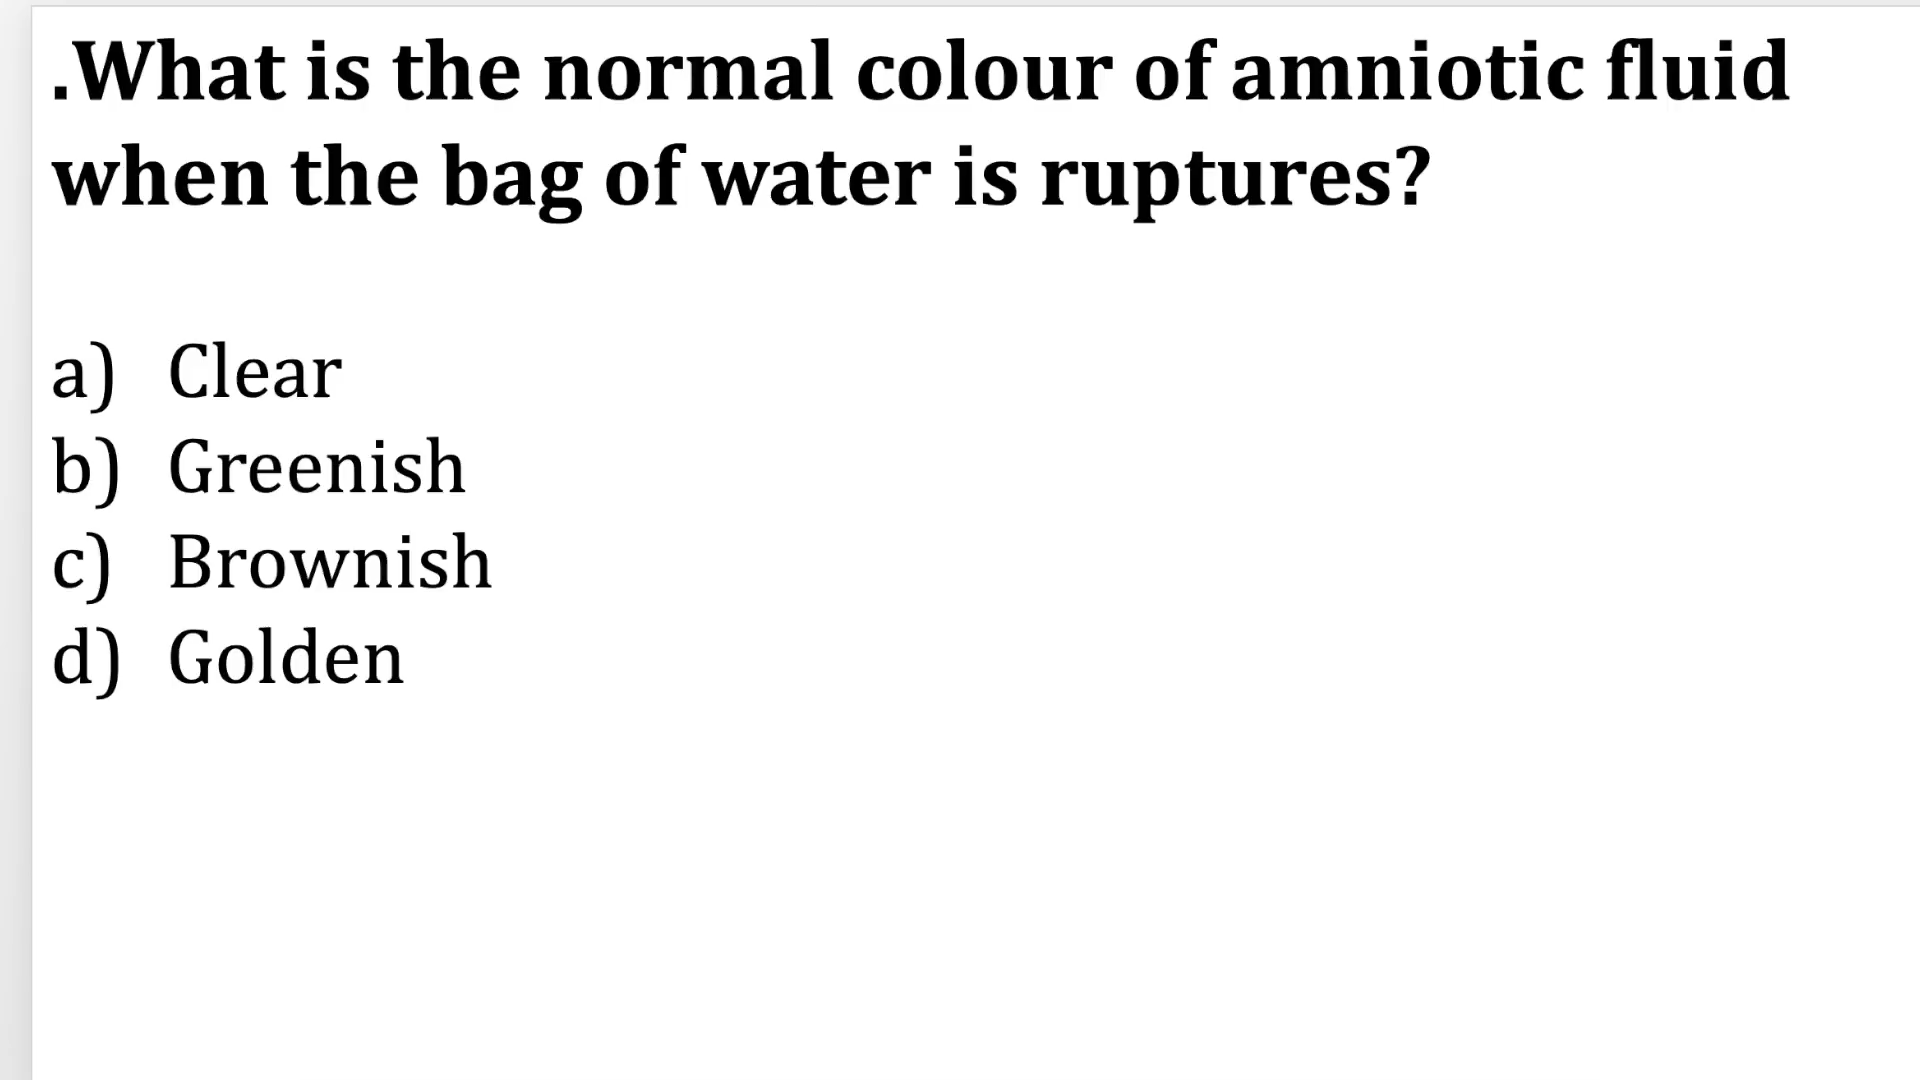 .What is the normal colour of amniotic fluid
when the bag of water is ruptures?
a) Clear
b) Greenish
c) Brownish
d) Golden